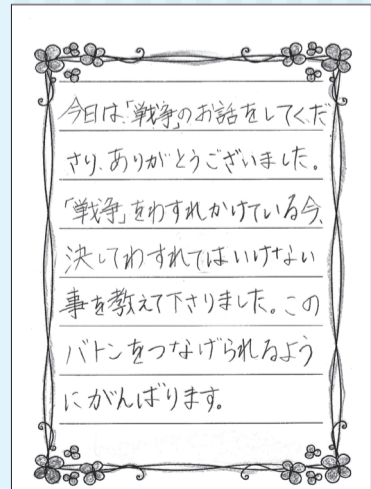 今日は、「戦争」のお話をしてくだ
さり、ありがとうございました。
「戦争」をわすれかけている今、
決してわすれてはいけない
事を教えて下さりました。この
バトンをつなげられるよう
にがんばります。